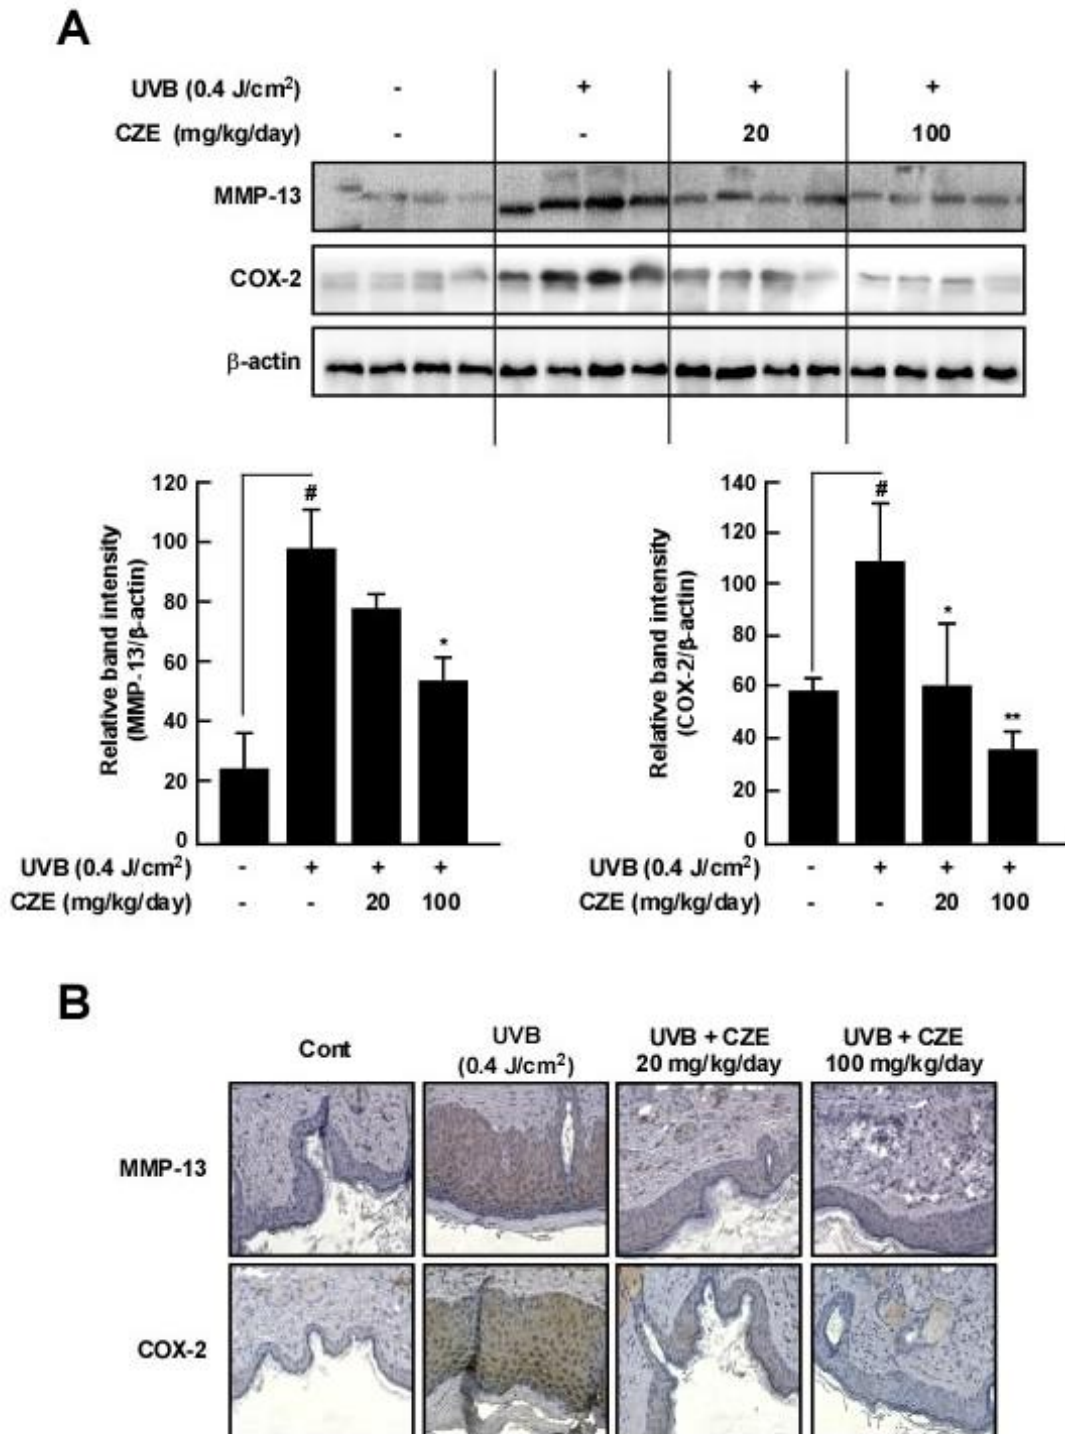 A
UVB (0.4 J/cm²) - + + +
CZE (mg/kg/day) - - 20 100
MMP-13
COX-2
β-actin
Relative band intensity
(MMP-13/β-actin)
120
100
80
60
40
20
0
#
*
UVB (0.4 J/cm²) - + + +
CZE (mg/kg/day) - - 20 100
Relative band intensity
(COX-2/β-actin)
140
120
100
80
60
40
20
0
#
*
**
UVB (0.4 J/cm²) - + + +
CZE (mg/kg/day) - - 20 100
B
Cont
UVB
(0.4 J/cm²)
UVB + CZE
20 mg/kg/day
UVB + CZE
100 mg/kg/day
MMP-13
COX-2